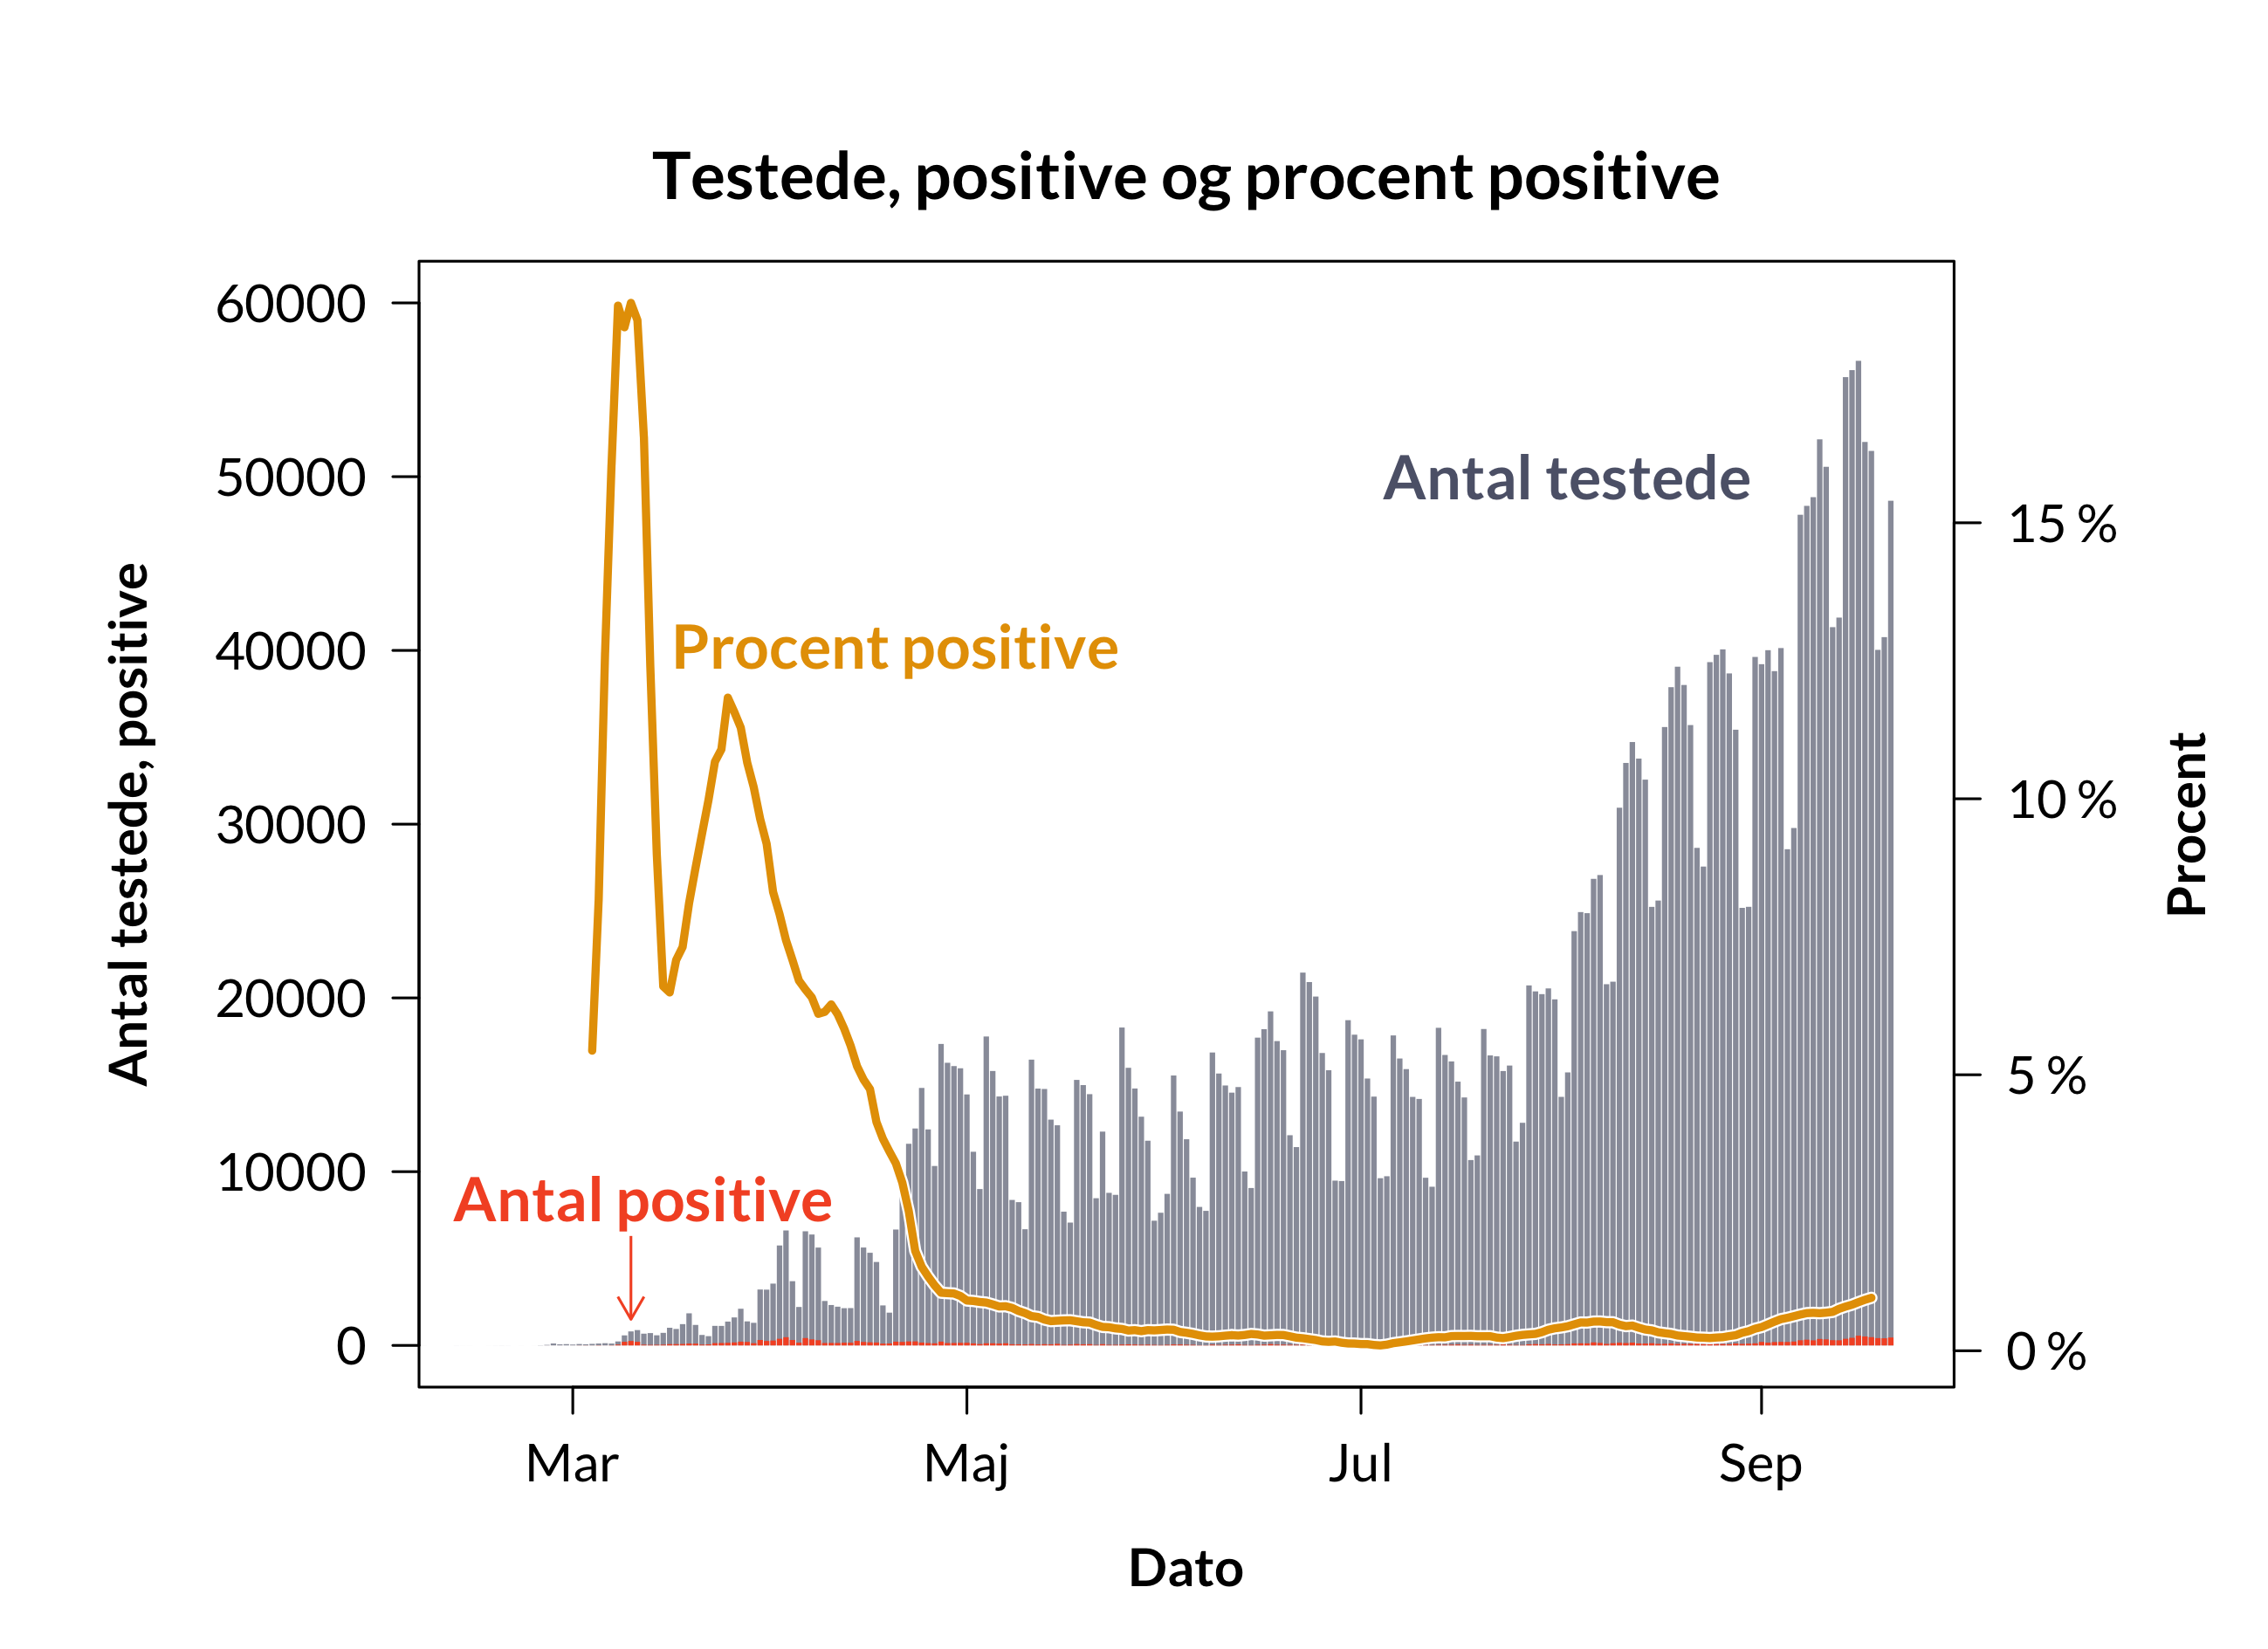 Testede, positive og procent positive
60000
50000
40000
30000
20000
10000
0
Antal testede, positive
Antal testede
Procent positive
Antal positive
15 %
10 %
5 %
0 %
Procent
Mar
Maj
Jul
Sep
Dato